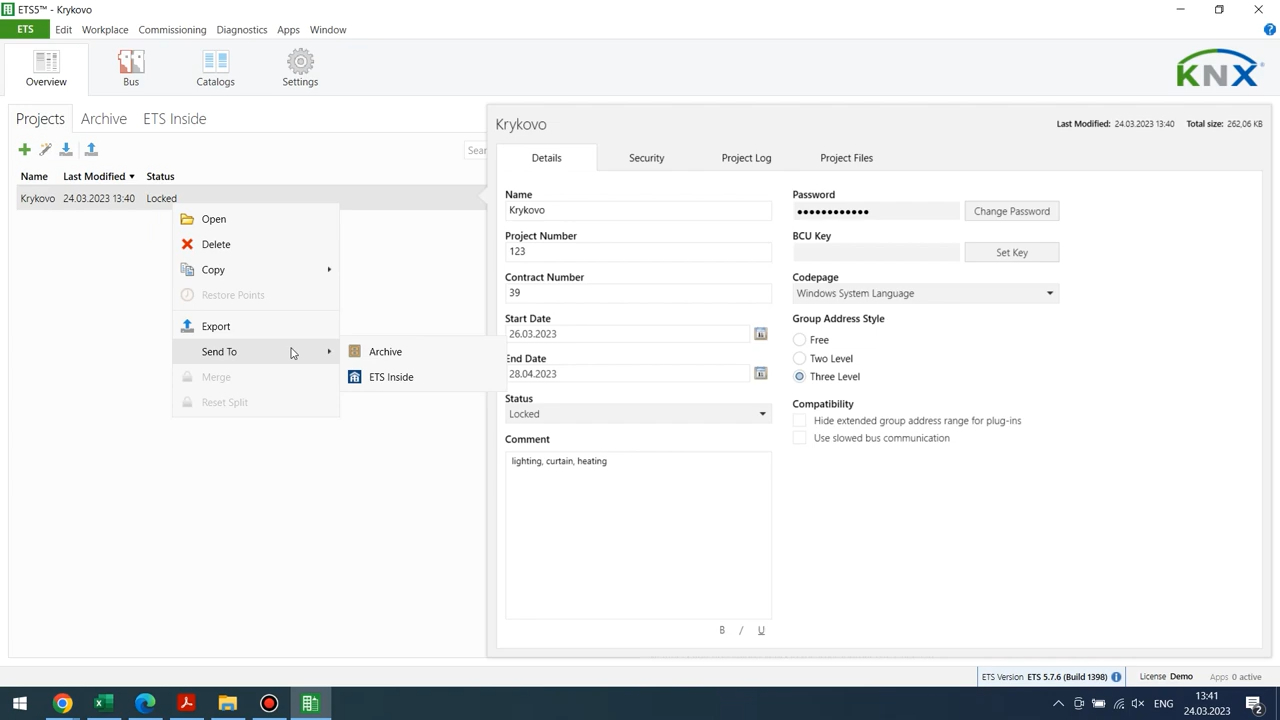 ETS5™ - Krykovo
ETS Edit Workplace Commissioning Diagnostics Apps Window
?
Overview Bus Catalogs Settings
KNX®
Projects Archive ETS Inside
Sear
Name Last Modified Status
Krykovo 24.03.2023 13:40 Locked
Open
Delete
Copy
Restore Points
Export
Send To
Merge
Reset Split
Archive
ETS Inside
Krykovo
Last Modified: 24.03.2023 13:40 Total size: 262,06 KB
Details Security Project Log Project Files
Name
Krykovo
Project Number
123
Contract Number
39
Start Date
26.03.2023
End Date
28.04.2023
Status
Locked
Comment
lighting, curtain, heating
B / U
Password
●●●●●●●●●●●● Change Password
BCU Key
Set Key
Codepage
Windows System Language
Group Address Style
Free
Two Level
Three Level
Compatibility
Hide extended group address range for plug-ins
Use slowed bus communication
ETS Version ETS 5.7.6 (Build 1398) License Demo Apps 0 active
ENG
13:41
24.03.2023
2